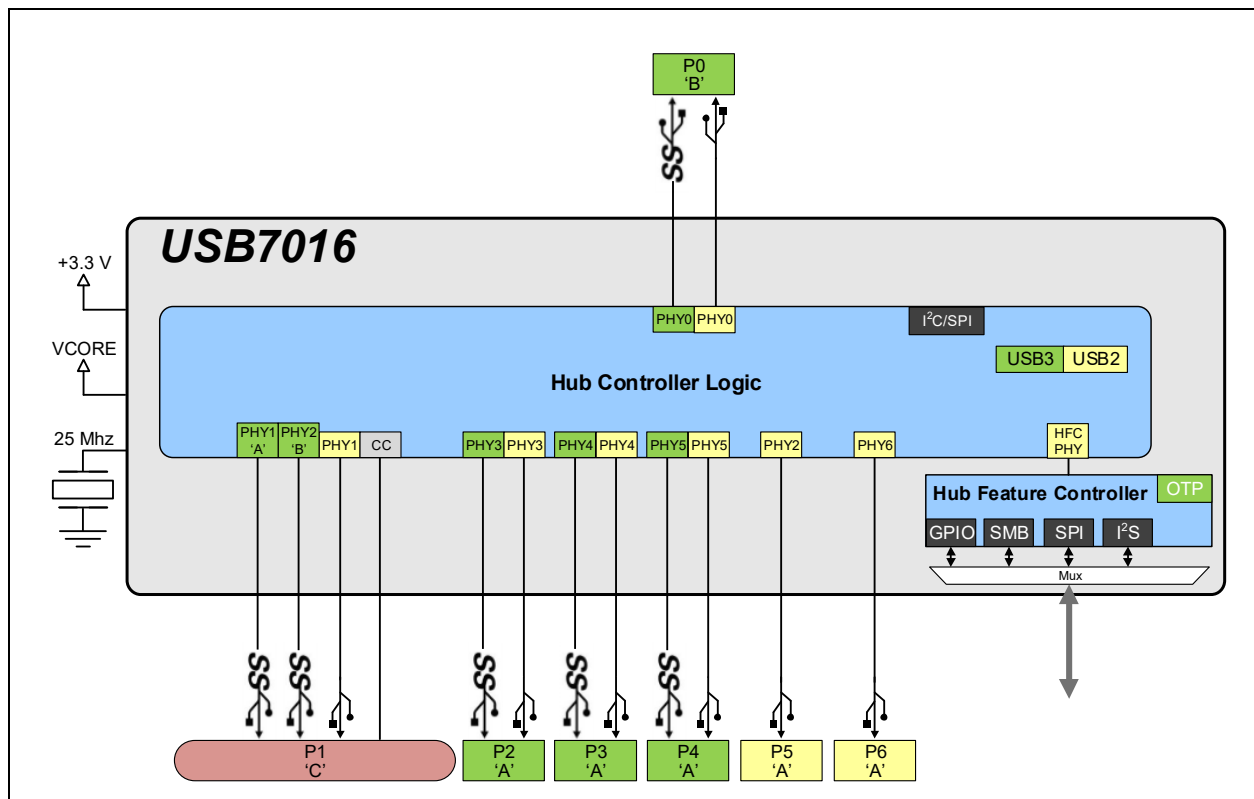 P0
‘B’
SS
USB7016
+3.3 V
VCORE
25 Mhz
PHY0 PHY0
I²C/SPI
USB3 USB2
Hub Controller Logic
PHY1
‘A’
PHY2
‘B’
PHY1
CC
PHY3 PHY3
PHY4 PHY4
PHY5 PHY5
PHY2
PHY6
HFC
PHY
Hub Feature Controller
OTP
GPIO SMB SPI I²S
Mux
SS SS SS SS SS
P1
‘C’
P2
‘A’
P3
‘A’
P4
‘A’
P5
‘A’
P6
‘A’